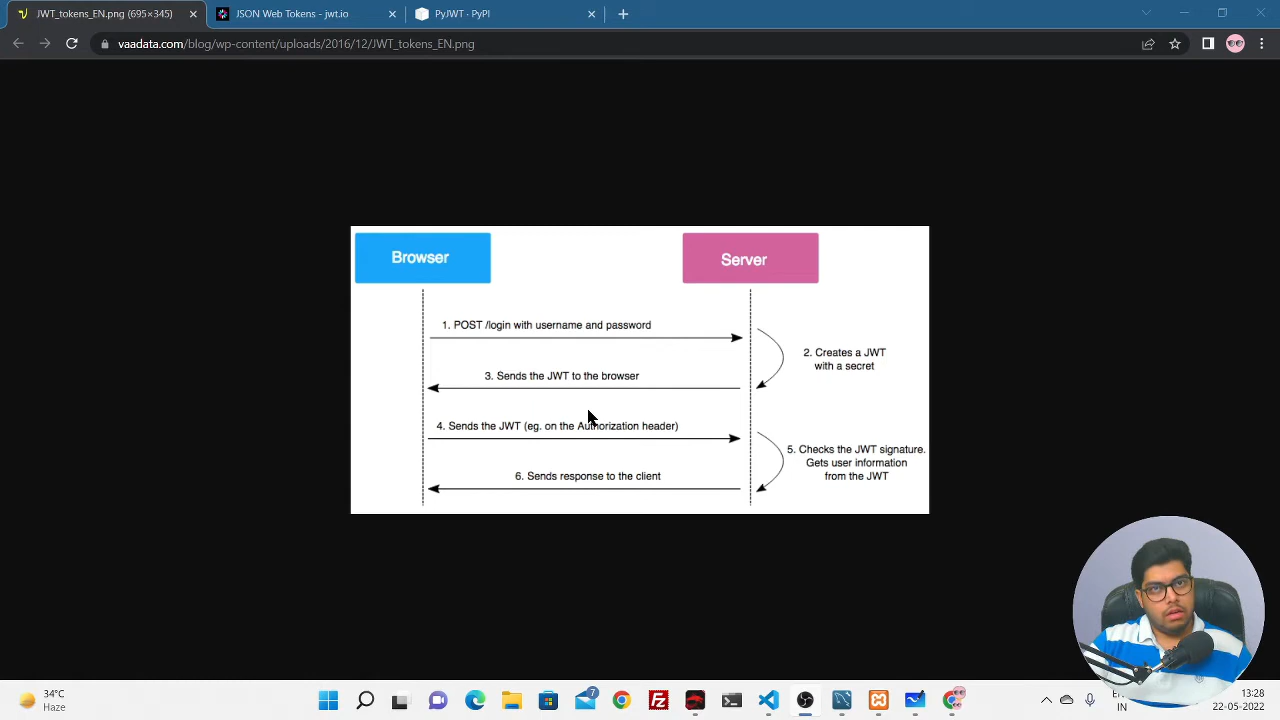 JWT_tokens_EN.png (695×345)
JSON Web Tokens - jwt.io
PyJWT · PyPI
vaadata.com/blog/wp-content/uploads/2016/12/JWT_tokens_EN.png
Browser
Server
1. POST /login with username and password
2. Creates a JWT
with a secret
3. Sends the JWT to the browser
4. Sends the JWT (eg. on the Authorization header)
5. Checks the JWT signature.
Gets user information
from the JWT
6. Sends response to the client
34°C
Haze
7
IN
13:28
22-05-2022